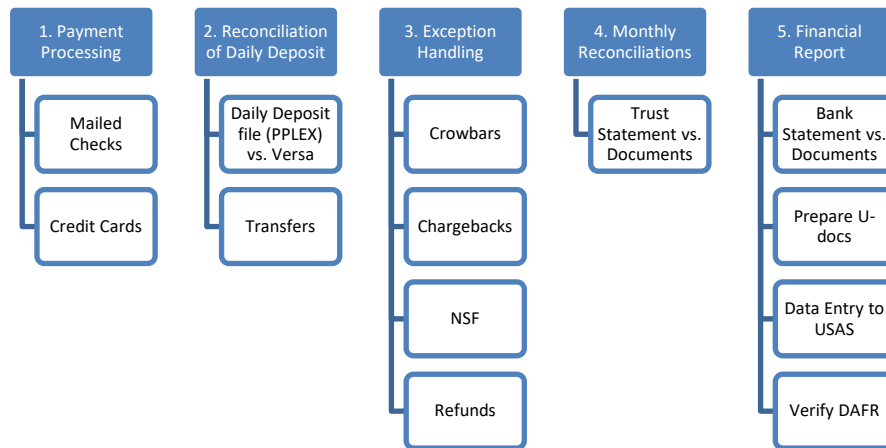 1. Payment
Processing
Mailed
Checks
Credit Cards
2. Reconciliation
of Daily Deposit
Daily Deposit
file (PPLEX)
vs. Versa
Transfers
3. Exception
Handling
Crowbars
Chargebacks
NSF
Refunds
4. Monthly
Reconciliations
Trust
Statement vs.
Documents
5. Financial
Report
Bank
Statement vs.
Documents
Prepare U-
docs
Data Entry to
USAS
Verify DAFR